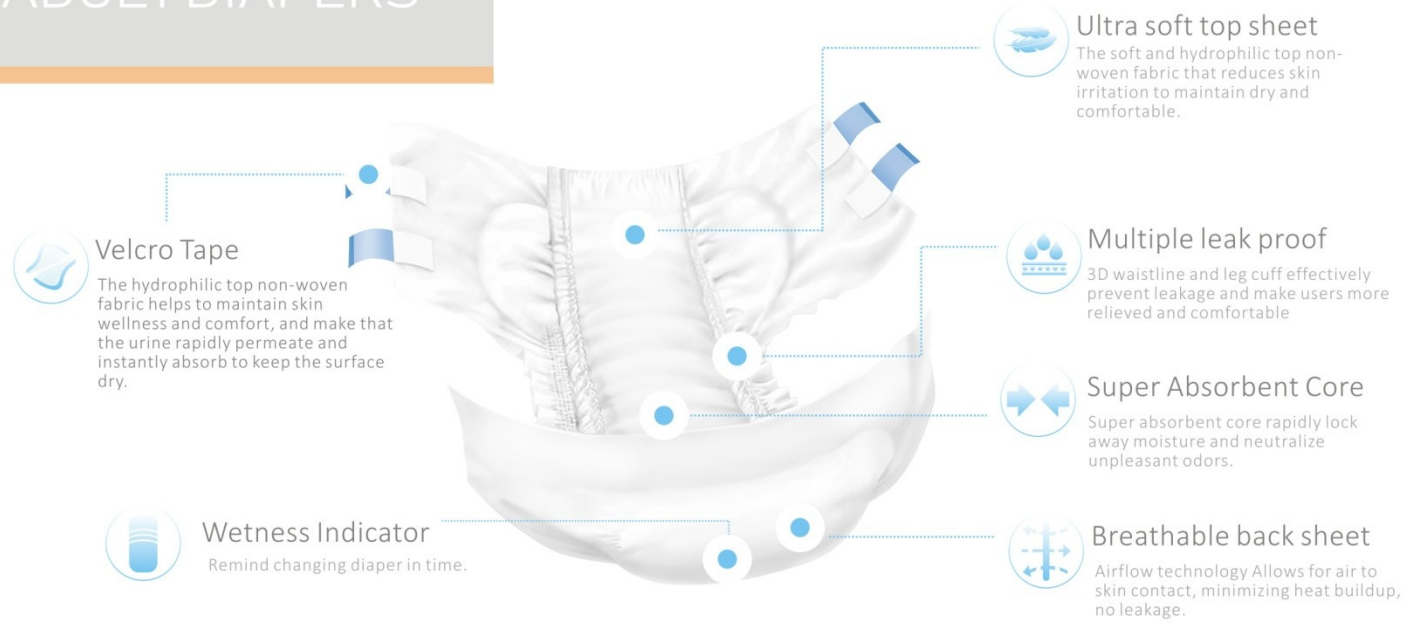 ADULT DIAPERS
Ultra soft top sheet
The soft and hydrophilic top non-
woven fabric that reduces skin
irritation to maintain dry and
comfortable.
Velcro Tape
The hydrophilic top non-woven
fabric helps to maintain skin
wellness and comfort, and make that
the urine rapidly permeate and
instantly absorb to keep the surface
dry.
Multiple leak proof
3D waistline and leg cuff effectively
prevent leakage and make users more
relieved and comfortable
Super Absorbent Core
Super absorbent core rapidly lock
away moisture and neutralize
unpleasant odors.
Wetness Indicator
Remind changing diaper in time.
Breathable back sheet
Airflow technology Allows for air to
skin contact, minimizing heat buildup,
no leakage.